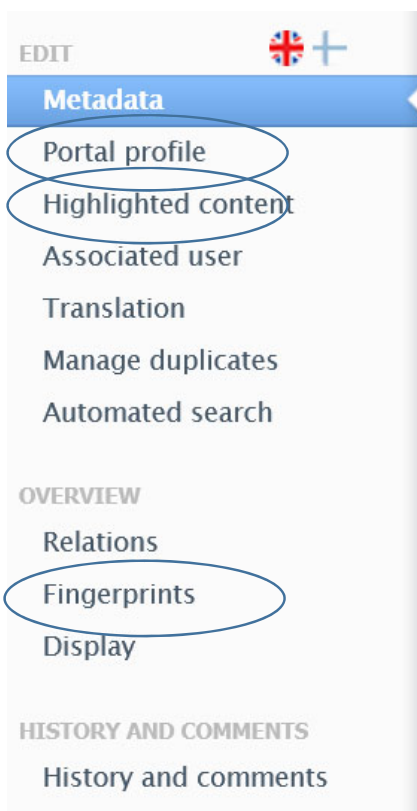 EDIT
Metadata
Portal profile
Highlighted content
Associated user
Translation
Manage duplicates
Automated search
OVERVIEW
Relations
Fingerprints
Display
HISTORY AND COMMENTS
History and comments